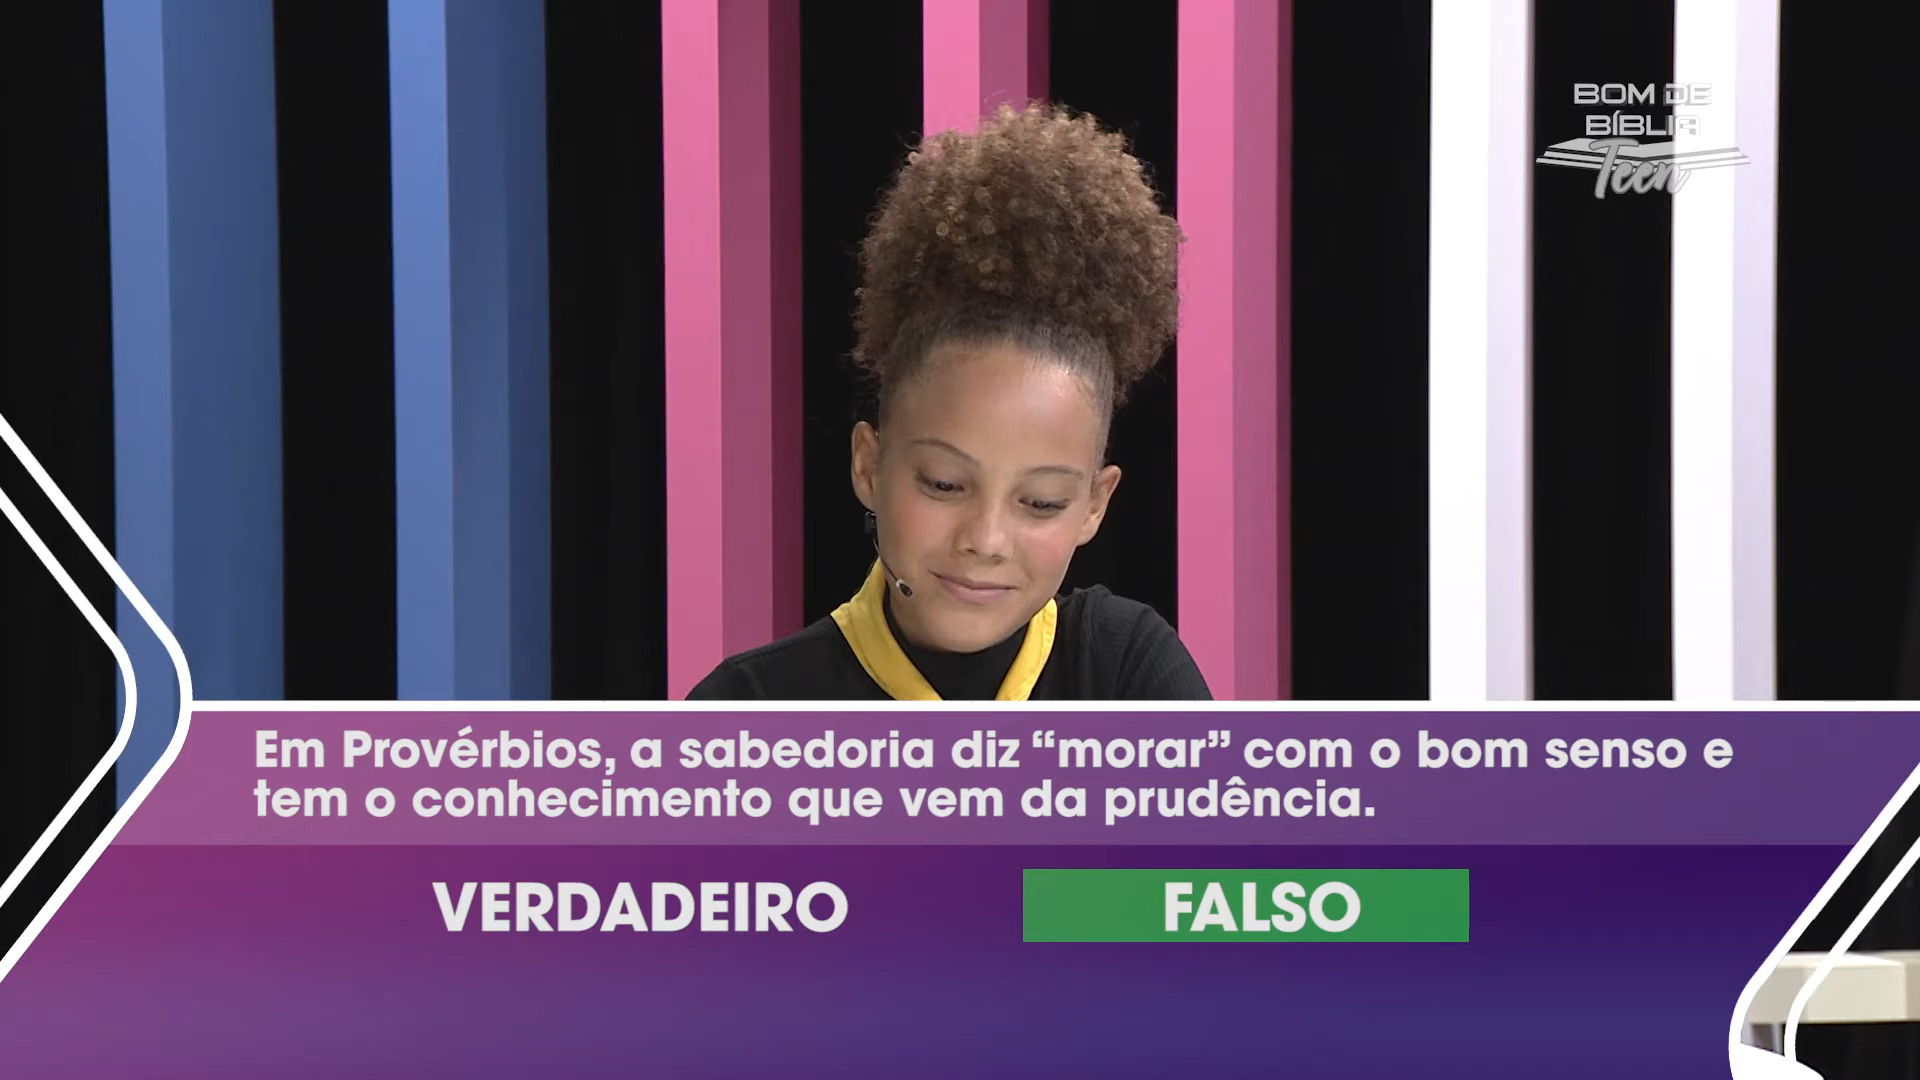 BOM DE
BÍBLIA
Teen
Em Provérbios, a sabedoria diz “morar” com o bom senso e
tem o conhecimento que vem da prudência.
VERDADEIRO
FALSO